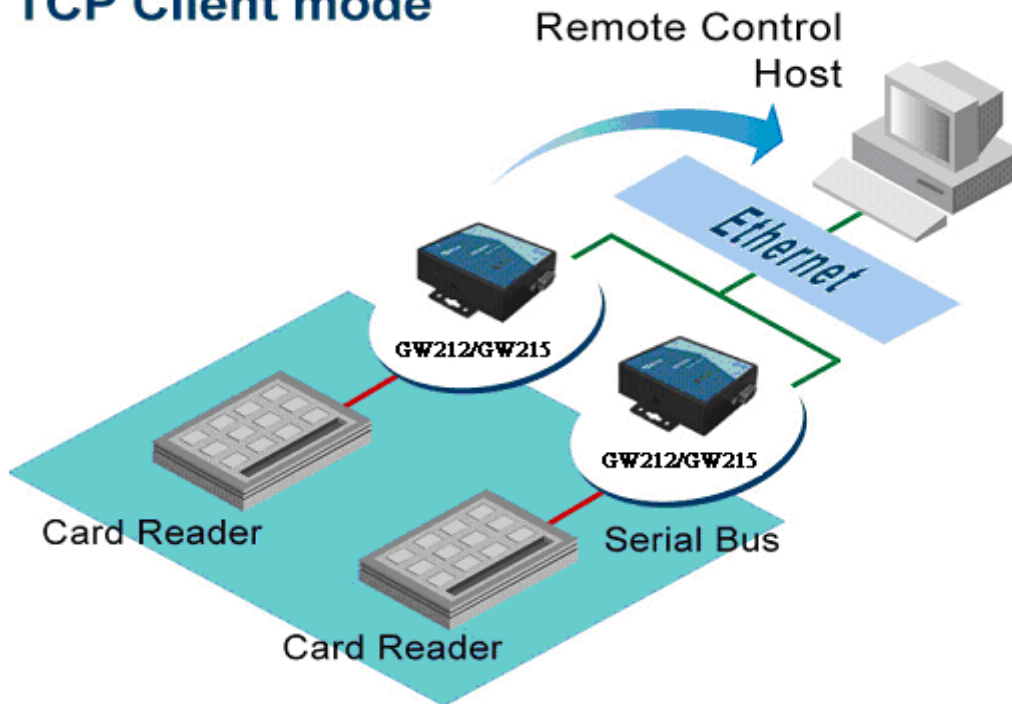 TCP Client mode
Remote Control
Host
Ethernet
GW212/GW215
GW212/GW215
Card Reader
Serial Bus
Card Reader